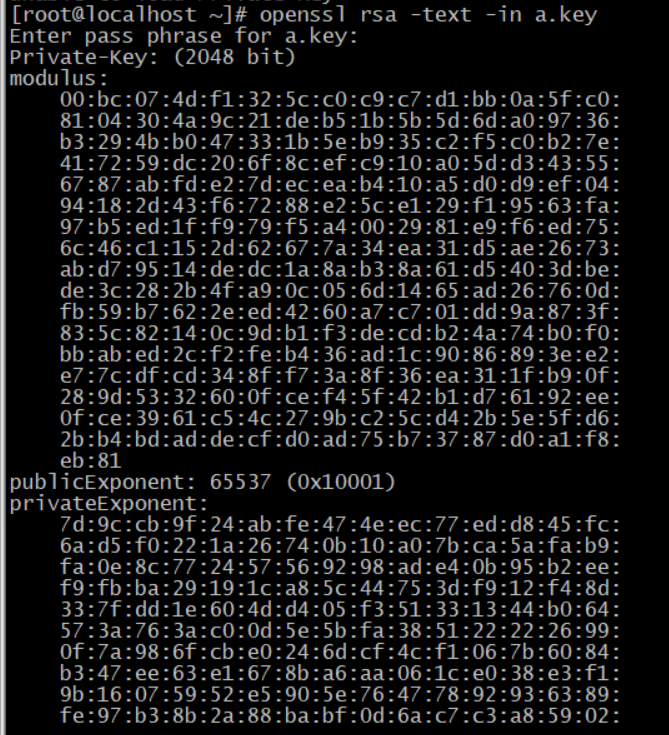 [root@localhost ~]# openssl rsa -text -in a.key
Enter pass phrase for a.key:
Private-Key: (2048 bit)
modulus:
00:bc:07:4d:f1:32:5c:c0:c9:c7:d1:bb:0a:5f:c0:
81:04:30:4a:9c:21:de:b5:1b:5b:5d:6d:a0:97:36:
b3:29:4b:b0:47:33:1b:5e:b9:35:c2:f5:c0:b2:7e:
41:72:59:dc:20:6f:8c:ef:c9:10:a0:5d:d3:43:55:
67:87:ab:fd:e2:7d:ec:ea:b4:10:a5:d0:d9:ef:04:
94:18:2d:43:f6:72:88:e2:5c:e1:29:f1:95:63:fa:
97:b5:ed:1f:f9:79:f5:a4:00:29:81:e9:f6:ed:75:
6c:46:c1:15:2d:62:67:7a:34:ea:31:d5:ae:26:73:
ab:d7:95:14:de:dc:1a:8a:b3:8a:61:d5:40:3d:be:
de:3c:28:2b:4f:a9:0c:05:6d:14:65:ad:26:76:0d:
fb:59:b7:62:2e:ed:42:60:a7:c7:01:dd:9a:87:3f:
83:5c:82:14:0c:9d:b1:f3:de:cd:b2:4a:74:b0:f0:
bb:ab:ed:2c:f2:fe:b4:36:ad:1c:90:86:89:3e:e2:
e7:7c:df:cd:34:8f:f7:3a:8f:36:ea:31:1f:b9:0f:
28:9d:53:32:60:0f:ce:f4:5f:42:b1:d7:61:92:ee:
0f:ce:39:61:c5:4c:27:9b:c2:5c:d4:2b:5e:5f:d6:
2b:b4:bd:ad:de:cf:d0:ad:75:b7:37:87:d0:a1:f8:
eb:81
publicExponent: 65537 (0x10001)
privateExponent:
7d:9c:cb:9f:24:ab:fe:47:4e:ec:77:ed:d8:45:fc:
6a:d5:f0:22:1a:26:74:0b:10:a0:7b:ca:5a:fa:b9:
fa:0e:8c:77:24:57:56:92:98:ad:e4:0b:95:b2:ee:
f9:fb:ba:29:19:1c:a8:5c:44:75:3d:f9:12:f4:8d:
33:7f:dd:1e:60:4d:d4:05:f3:51:33:13:44:b0:64:
57:3a:76:3a:c0:0d:5e:5b:fa:38:51:22:22:26:99:
0f:7a:98:6f:cb:e0:24:6d:cf:4c:f1:06:7b:60:84:
b3:47:ee:63:e1:67:8b:a6:aa:06:1c:e0:38:e3:f1:
9b:16:07:59:52:e5:90:5e:76:47:78:92:93:63:89:
fe:97:b3:8b:2a:88:ba:bf:0d:6a:c7:c3:a8:59:02: